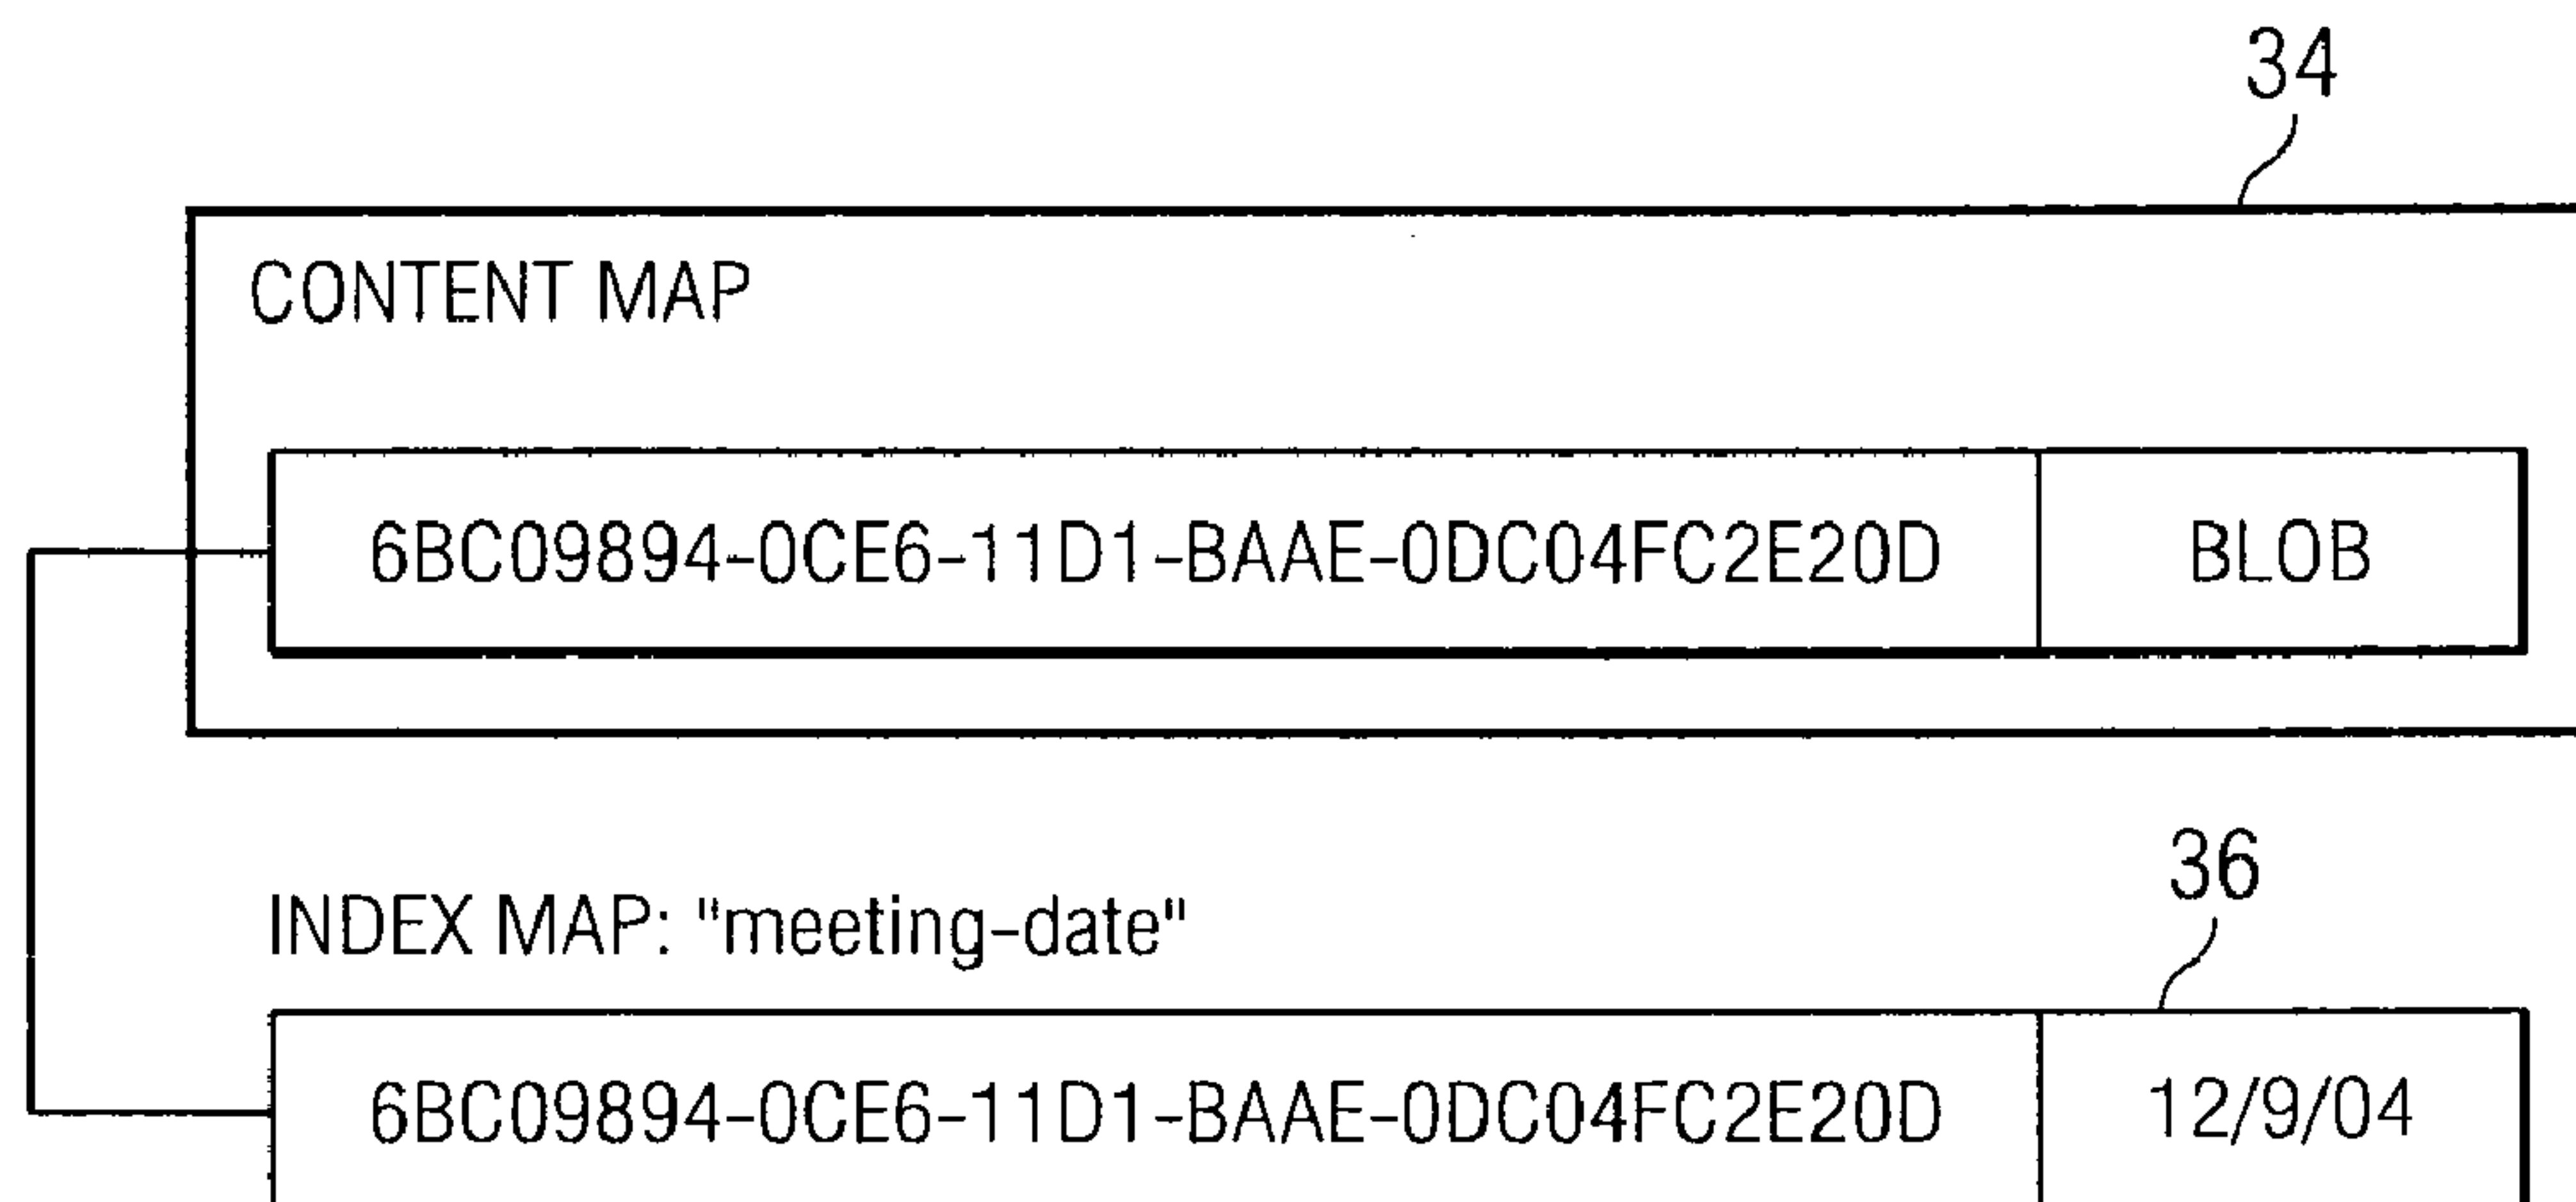 34
CONTENT MAP
6BC09894-0CE6-11D1-BAAE-0DC04FC2E20D BLOB
36
INDEX MAP: "meeting-date"
6BC09894-0CE6-11D1-BAAE-0DC04FC2E20D 12/9/04